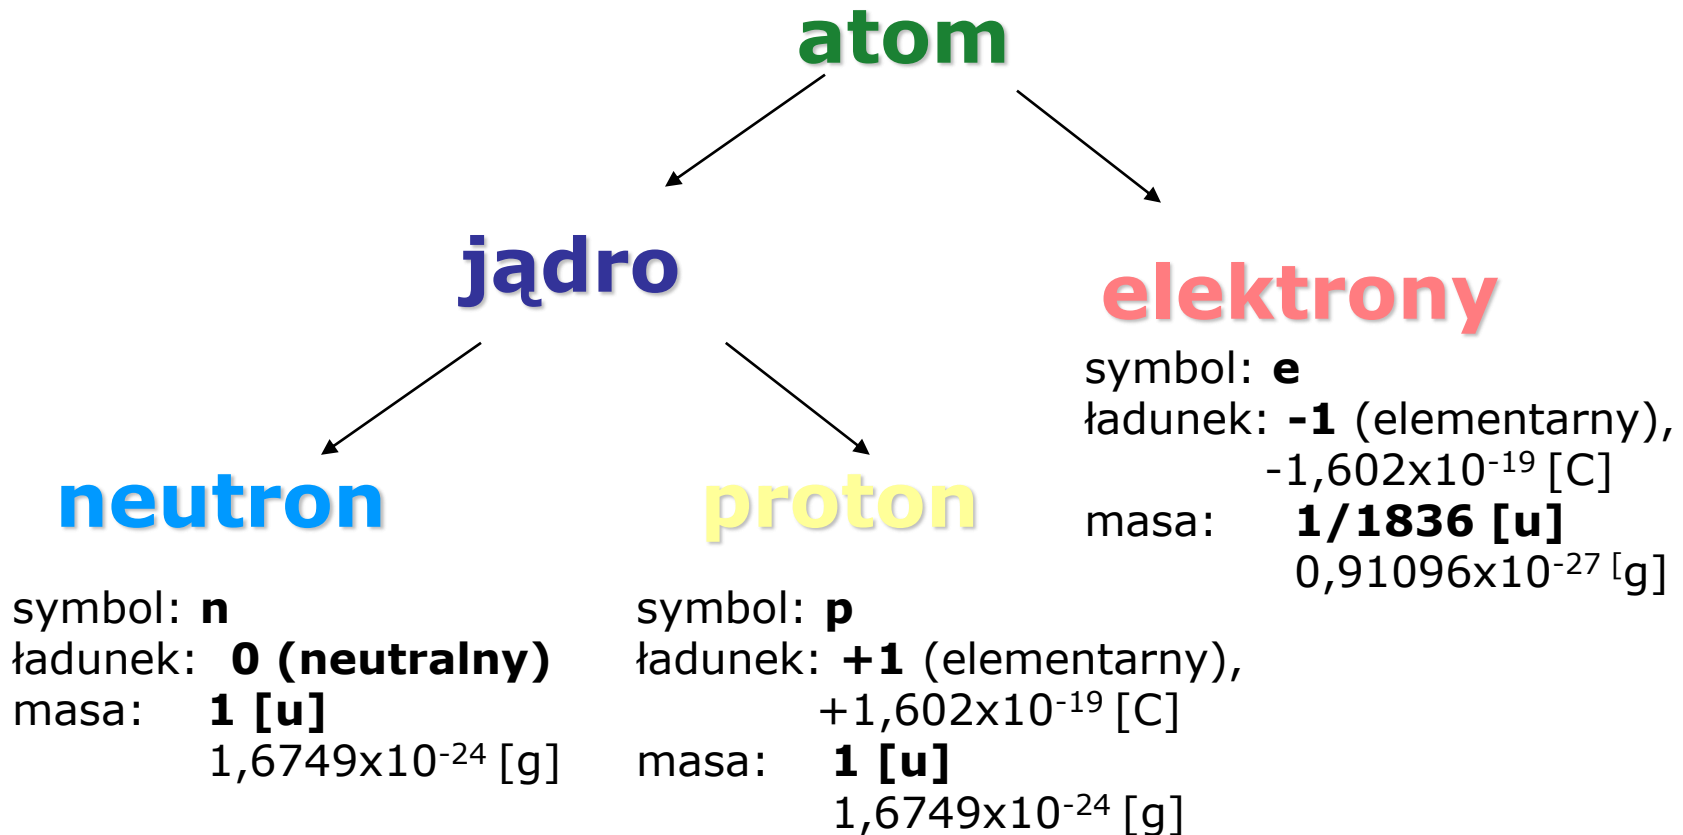 atom
jądro
elektrony
symbol: e
ładunek: -1 (elementarny),
-1,602x10⁻¹⁹ [C]
masa: 1/1836 [u]
0,91096x10⁻²⁷ [g]
neutron
symbol: n
ładunek: 0 (neutralny)
masa: 1 [u]
1,6749x10⁻²⁴ [g]
proton
symbol: p
ładunek: +1 (elementarny),
+1,602x10⁻¹⁹ [C]
masa: 1 [u]
1,6749x10⁻²⁴ [g]